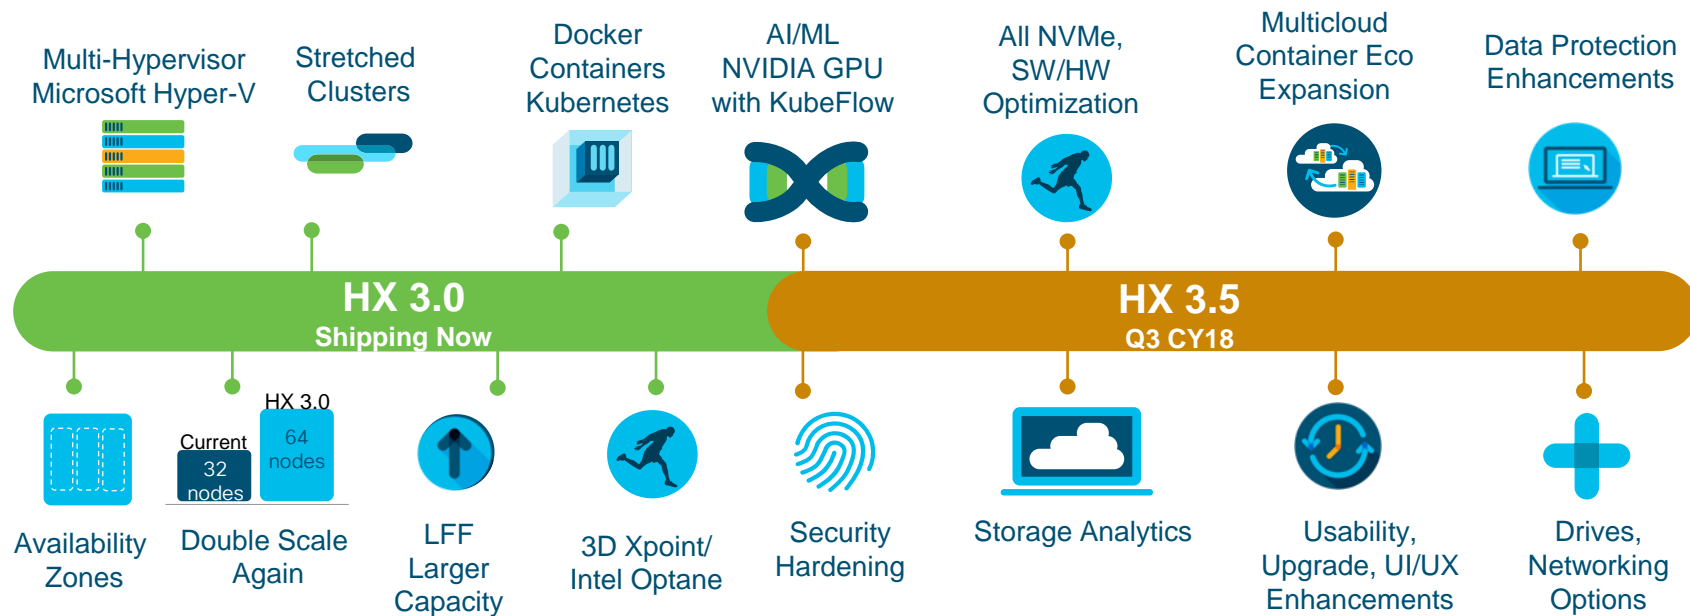 Multi-Hypervisor
Microsoft Hyper-V
Stretched
Clusters
Docker
Containers
Kubernetes
AI/ML
NVIDIA GPU
with KubeFlow
All NVMe,
SW/HW
Optimization
Multicloud
Container Eco
Expansion
Data Protection
Enhancements
HX 3.0
Shipping Now
HX 3.5
Q3 CY18
Availability
Zones
Current
32
nodes
HX 3.0
64
nodes
Double Scale
Again
LFF
Larger
Capacity
3D Xpoint/
Intel Optane
Security
Hardening
Storage Analytics
Usability,
Upgrade, UI/UX
Enhancements
Drives,
Networking
Options